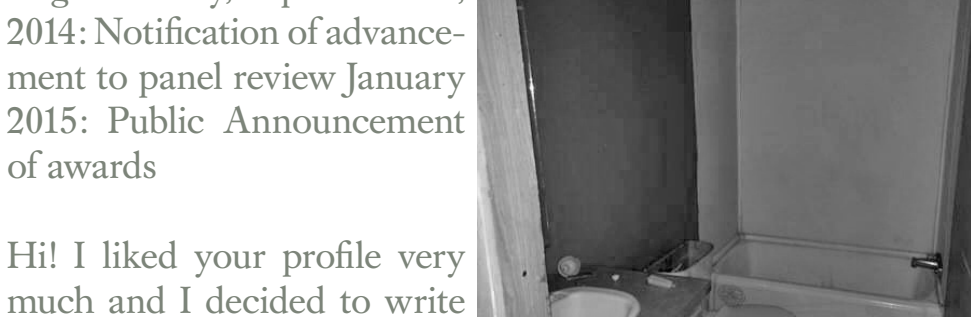 2014: Notification of advance-
ment to panel review January
2015: Public Announcement
of awards
Hi! I liked your profile very
much and I decided to write